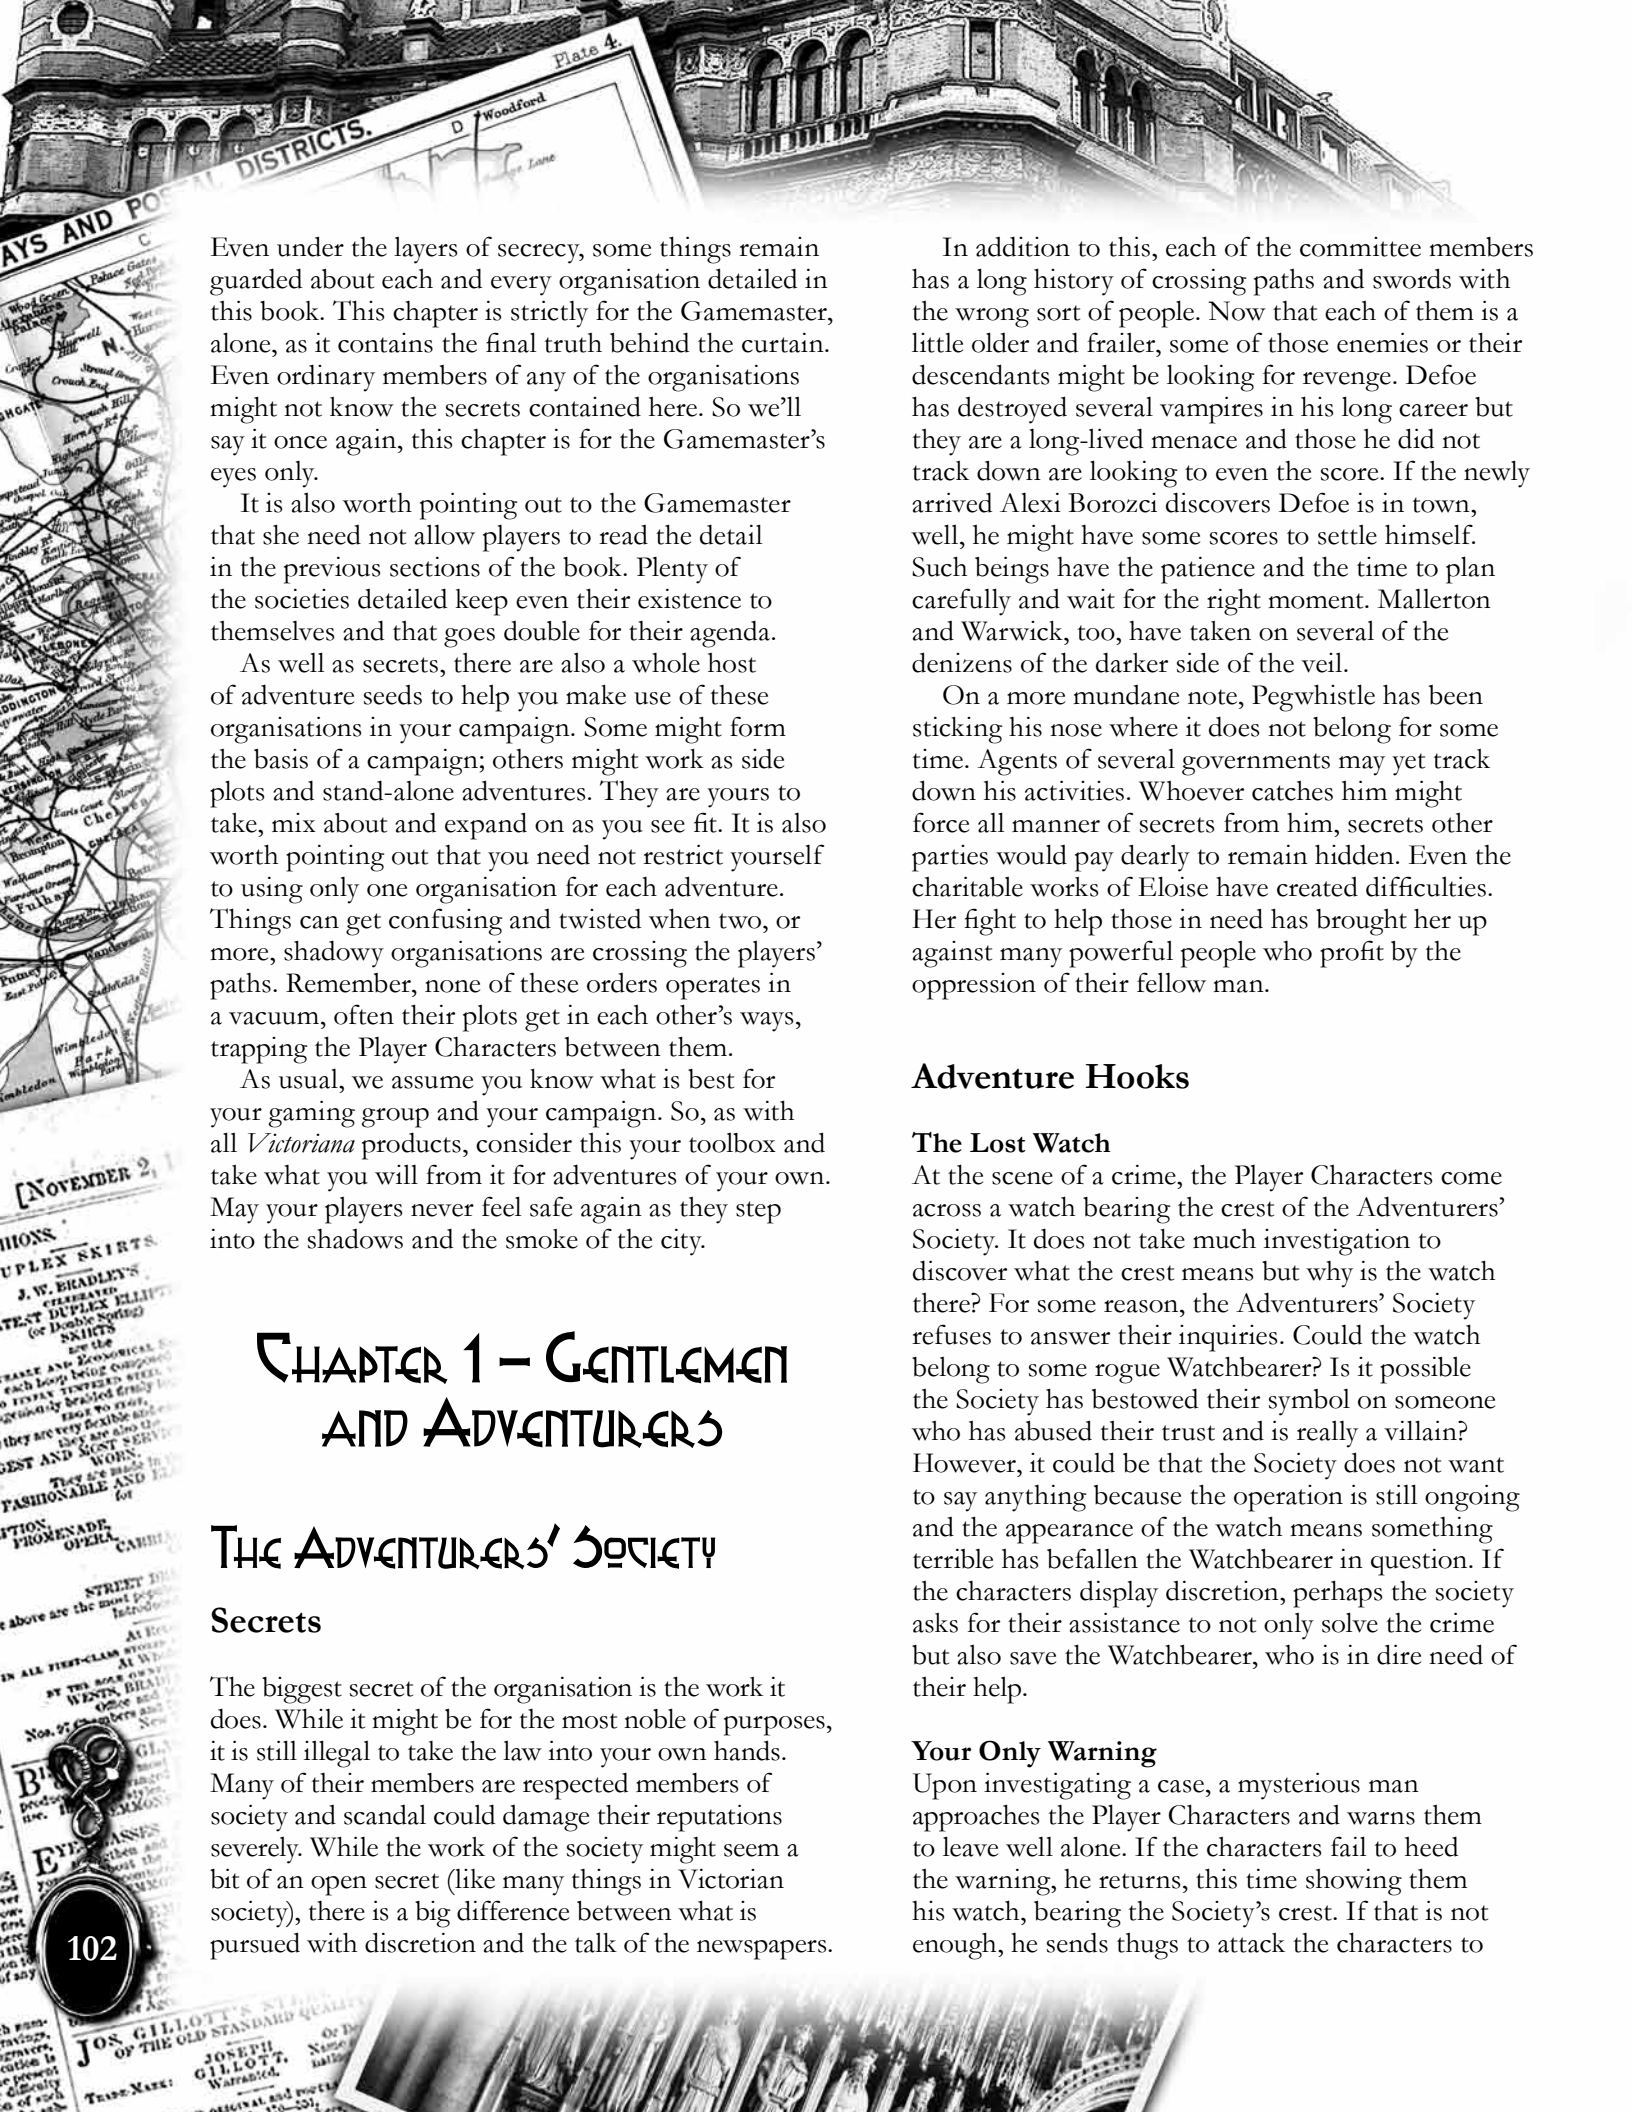 Plate 4.
DISTRICTS.
D
Woodford
AYS AND POSTAL
C
Even under the layers of secrecy, some things remain
guarded about each and every organisation detailed in
this book. This chapter is strictly for the Gamemaster,
alone, as it contains the final truth behind the curtain.
Even ordinary members of any of the organisations
might not know the secrets contained here. So we’ll
say it once again, this chapter is for the Gamemaster’s
eyes only.
It is also worth pointing out to the Gamemaster
that she need not allow players to read the detail
in the previous sections of the book. Plenty of
the societies detailed keep even their existence to
themselves and that goes double for their agenda.
As well as secrets, there are also a whole host
of adventure seeds to help you make use of these
organisations in your campaign. Some might form
the basis of a campaign; others might work as side
plots and stand-alone adventures. They are yours to
take, mix about and expand on as you see fit. It is also
worth pointing out that you need not restrict yourself
to using only one organisation for each adventure.
Things can get confusing and twisted when two, or
more, shadowy organisations are crossing the players’
paths. Remember, none of these orders operates in
a vacuum, often their plots get in each other’s ways,
trapping the Player Characters between them.
As usual, we assume you know what is best for
your gaming group and your campaign. So, as with
all Victoriana products, consider this your toolbox and
take what you will from it for adventures of your own.
May your players never feel safe again as they step
into the shadows and the smoke of the city.
Chapter 1 – Gentlemen
and Adventurers
The Adventurers’ Society
Secrets
The biggest secret of the organisation is the work it
does. While it might be for the most noble of purposes,
it is still illegal to take the law into your own hands.
Many of their members are respected members of
society and scandal could damage their reputations
severely. While the work of the society might seem a
bit of an open secret (like many things in Victorian
society), there is a big difference between what is
pursued with discretion and the talk of the newspapers.
In addition to this, each of the committee members
has a long history of crossing paths and swords with
the wrong sort of people. Now that each of them is a
little older and frailer, some of those enemies or their
descendants might be looking for revenge. Defoe
has destroyed several vampires in his long career but
they are a long-lived menace and those he did not
track down are looking to even the score. If the newly
arrived Alexi Borozci discovers Defoe is in town,
well, he might have some scores to settle himself.
Such beings have the patience and the time to plan
carefully and wait for the right moment. Mallerton
and Warwick, too, have taken on several of the
denizens of the darker side of the veil.
On a more mundane note, Pegwhistle has been
sticking his nose where it does not belong for some
time. Agents of several governments may yet track
down his activities. Whoever catches him might
force all manner of secrets from him, secrets other
parties would pay dearly to remain hidden. Even the
charitable works of Eloise have created difficulties.
Her fight to help those in need has brought her up
against many powerful people who profit by the
oppression of their fellow man.
Adventure Hooks
The Lost Watch
At the scene of a crime, the Player Characters come
across a watch bearing the crest of the Adventurers’
Society. It does not take much investigation to
discover what the crest means but why is the watch
there? For some reason, the Adventurers’ Society
refuses to answer their inquiries. Could the watch
belong to some rogue Watchbearer? Is it possible
the Society has bestowed their symbol on someone
who has abused their trust and is really a villain?
However, it could be that the Society does not want
to say anything because the operation is still ongoing
and the appearance of the watch means something
terrible has befallen the Watchbearer in question. If
the characters display discretion, perhaps the society
asks for their assistance to not only solve the crime
but also save the Watchbearer, who is in dire need of
their help.
Your Only Warning
Upon investigating a case, a mysterious man
approaches the Player Characters and warns them
to leave well alone. If the characters fail to heed
the warning, he returns, this time showing them
his watch, bearing the Society’s crest. If that is not
enough, he sends thugs to attack the characters to
[NOVEMBER 2,
J. W. BRADLEY'S
102
JOS. GILLOTT'S
OF THE OLD STANDARD
JOSEPH
GILLOTT,
Warranted.
TRADE-MARK: